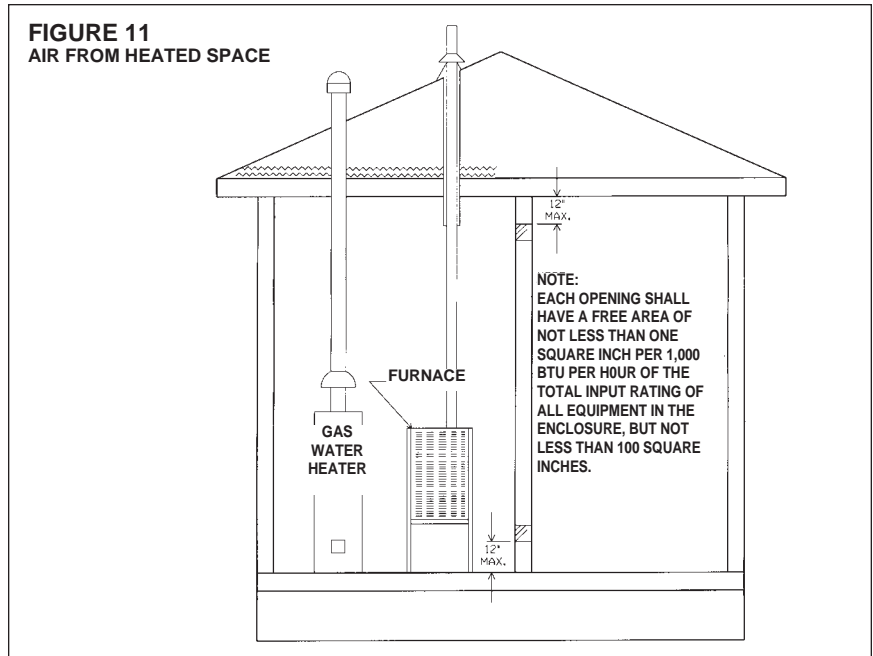 FIGURE 11
AIR FROM HEATED SPACE
12"
MAX.
NOTE:
EACH OPENING SHALL
HAVE A FREE AREA OF
NOT LESS THAN ONE
SQUARE INCH PER 1,000
BTU PER H0UR OF THE
TOTAL INPUT RATING OF
ALL EQUIPMENT IN THE
ENCLOSURE, BUT NOT
LESS THAN 100 SQUARE
INCHES.
FURNACE
GAS
WATER
HEATER
12"
MAX.